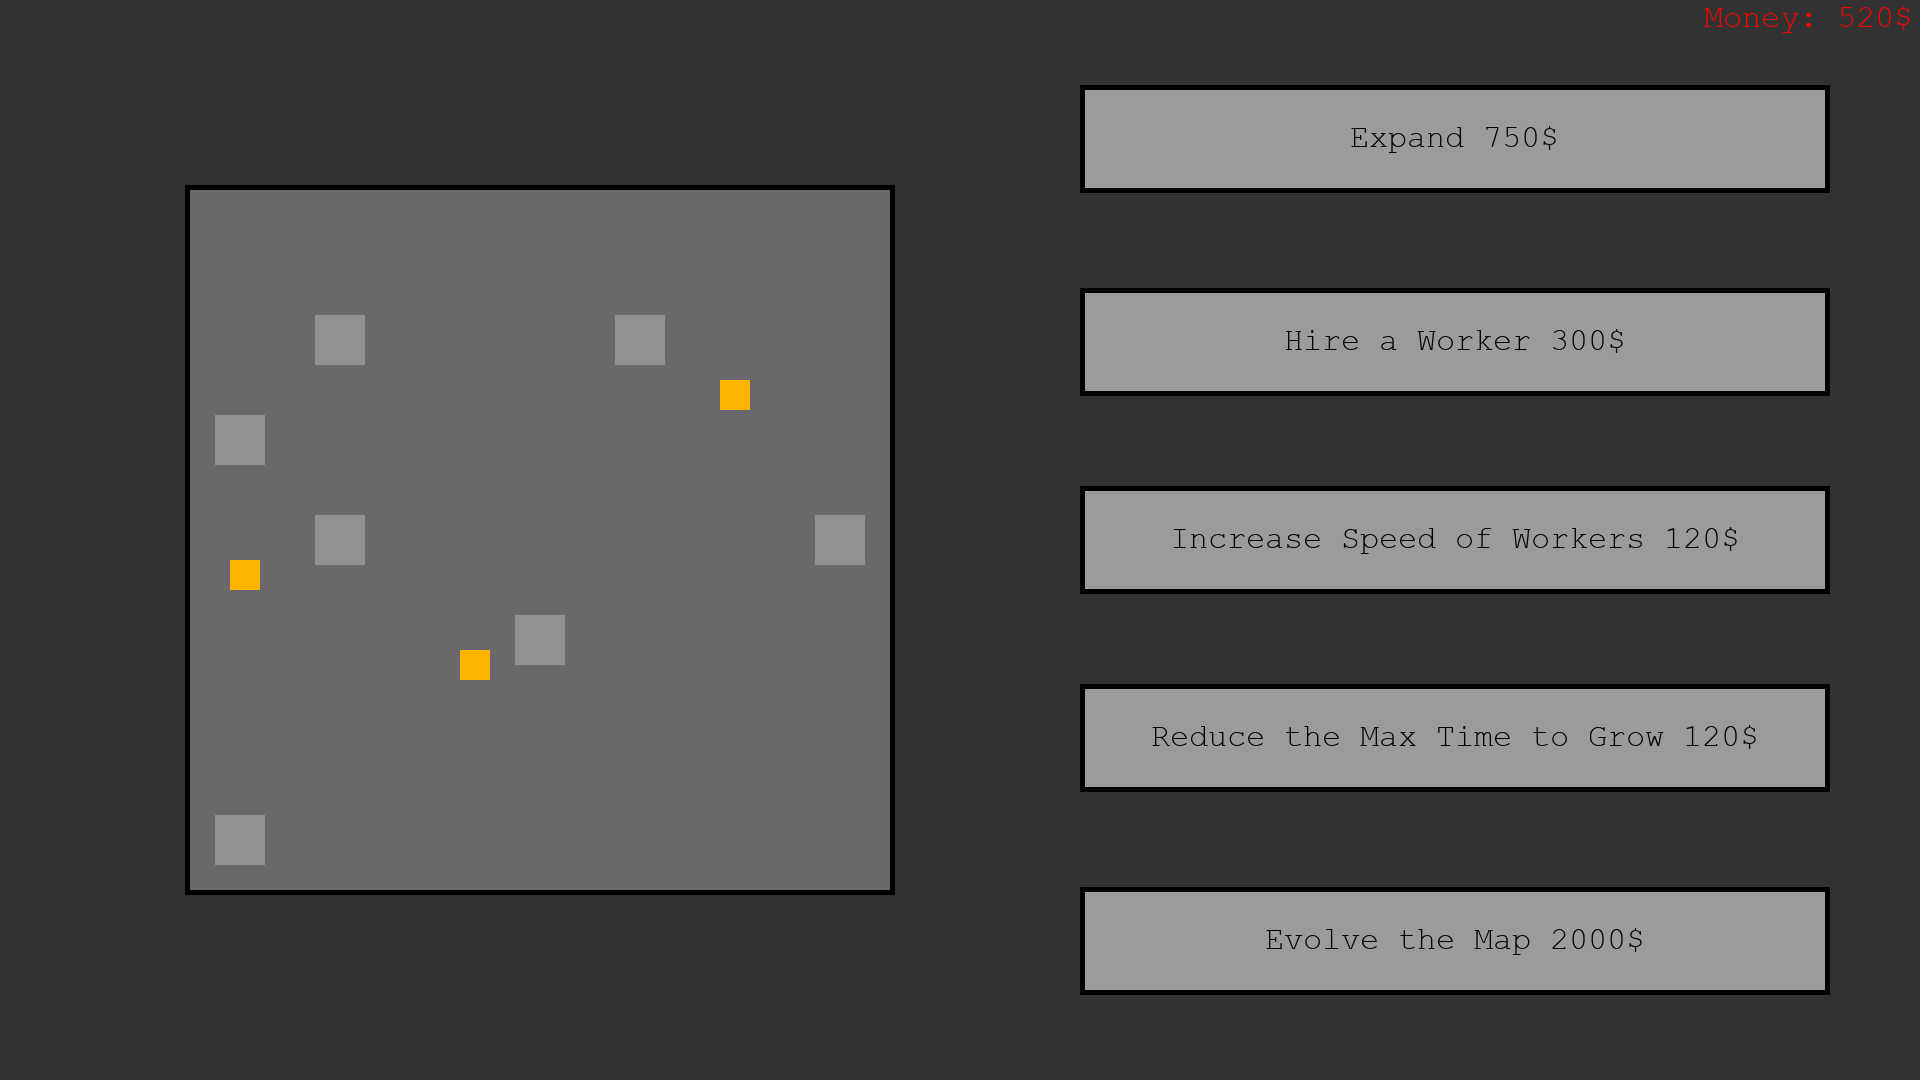 Money: 520$
Expand 750$
Hire a Worker 300$
Increase Speed of Workers 120$
Reduce the Max Time to Grow 120$
Evolve the Map 2000$